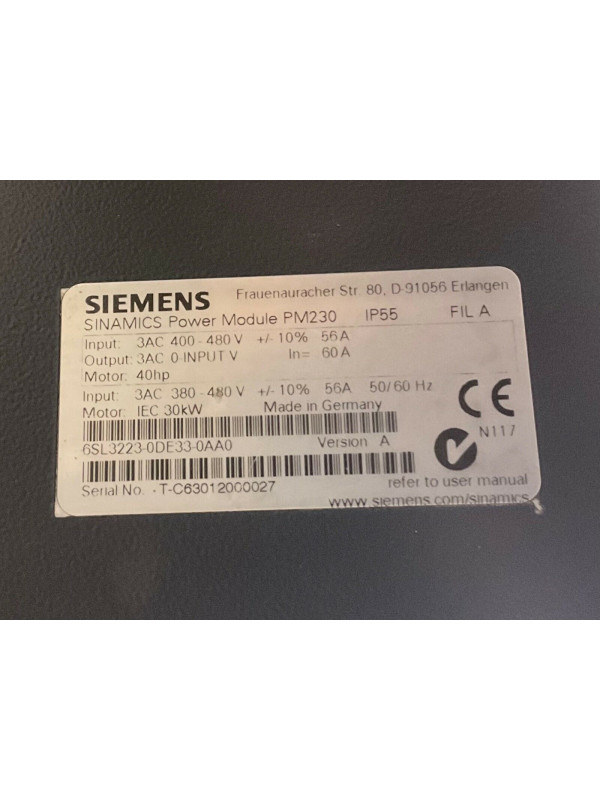 SIEMENS Frauenauracher Str. 80, D-91056 Erlangen
SINAMICS Power Module PM230 IP55 FIL A
Input: 3AC 400-480 V +/- 10% 56A
Output: 3AC 0-INPUT V In= 60A
Motor: 40hp
Input: 3AC 380-480 V +/- 10% 56A 50/60 Hz
Motor: IEC 30kW Made in Germany
CE
N117
6SL3223-0DE33-0AA0 Version A
Serial No. T-C63012000027 refer to user manual
www.siemens.com/sinamics